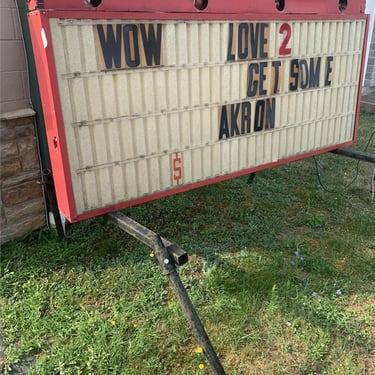 WOW LOVE 2
GET SOME
AKRON
$